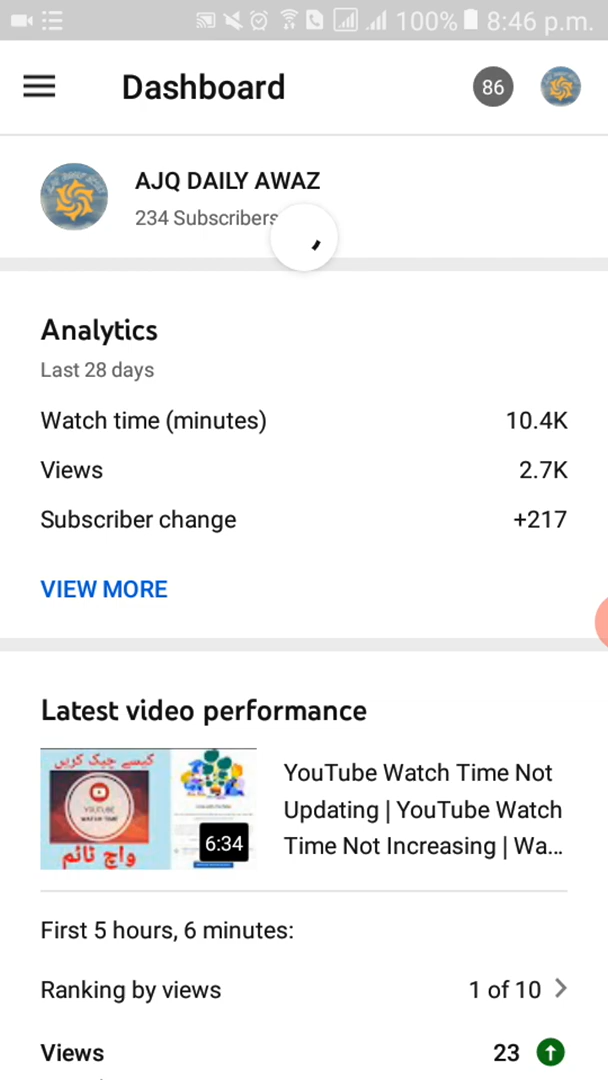 100% 8:46 p.m.
Dashboard
86
AJQ DAILY AWAZ
234 Subscribers
Analytics
Last 28 days
Watch time (minutes) 10.4K
Views 2.7K
Subscriber change +217
VIEW MORE
Latest video performance
کیسے چیک کریں
YOUTUBE
WATCH TIME
واچ ٹائم
6:34
YouTube Watch Time Not
Updating | YouTube Watch
Time Not Increasing | Wa...
First 5 hours, 6 minutes:
Ranking by views 1 of 10
Views 23